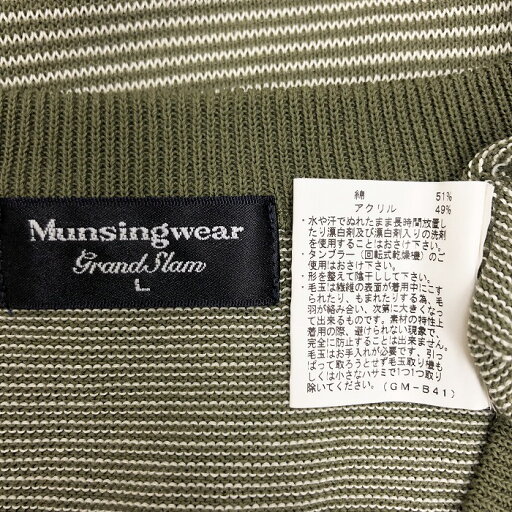 Munsingwear
Grand Slam
L
綿 51%
アクリル 49%
・水や汗でぬれたまま長時間放置し
たり漂白剤及び漂白剤入りの洗剤
を使用することはおさけ下さい。
・タンブラー(回転式乾燥機)のご
使用はおさけ下さい。
・形を整えて陰干しして下さい。
・毛玉は繊維の表面が着用中にこす
られたり、もまれたりする為、毛
羽が絡み合い、次第に大きくなっ
て出来るものです。素材の特性上
着用の際、避けられない現象で、
完全に防止することは出来ません。
毛玉はお手入れが必要です、引っ
ぱって取ろうとせず毛玉取り機も
しくは小さなハサミで1つ1つ取り
除いてください。(GM-B41)